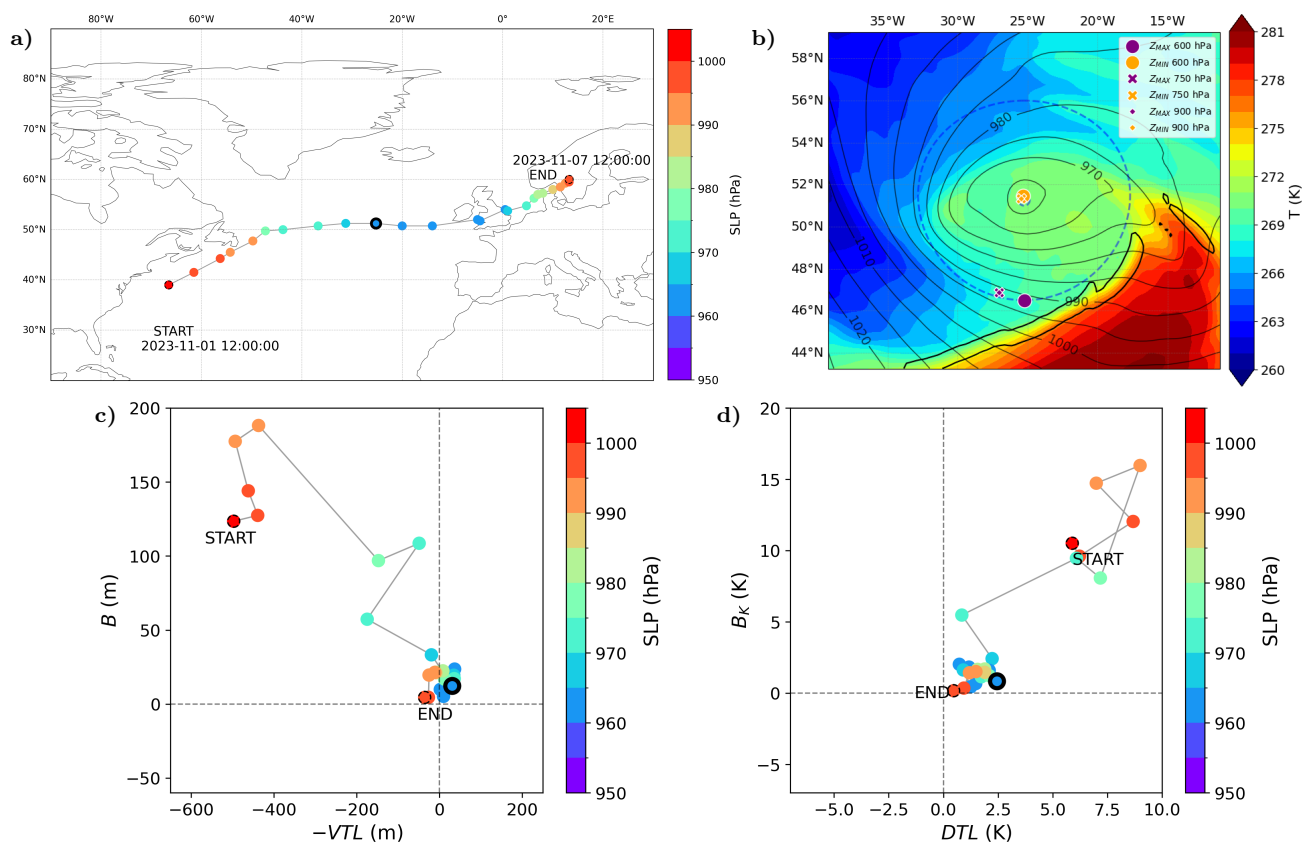 a)
80°W 60°W 40°W 20°W 0° 20°E
80°N
70°N
60°N
50°N
40°N
30°N
2023-11-07 12:00:00
END
START
2023-11-01 12:00:00
1000
990
980
970
960
950
SLP (hPa)
b)
35°W 30°W 25°W 20°W 15°W
58°N
56°N
54°N
52°N
50°N
48°N
46°N
44°N
Z_MAX 600 hPa
Z_MIN 600 hPa
Z_MAX 750 hPa
Z_MIN 750 hPa
Z_MAX 900 hPa
Z_MIN 900 hPa
980
970
1010
990
1020
1000
281
278
275
272
269
266
263
260
T (K)
c)
200
150
100
50
0
−50
B (m)
START
END
−600 −400 −200 0 200
−VTL (m)
1000
990
980
970
960
950
SLP (hPa)
d)
20
15
10
5
0
−5
B_K (K)
START
END
−5.0 −2.5 0.0 2.5 5.0 7.5 10.0
DTL (K)
1000
990
980
970
960
950
SLP (hPa)